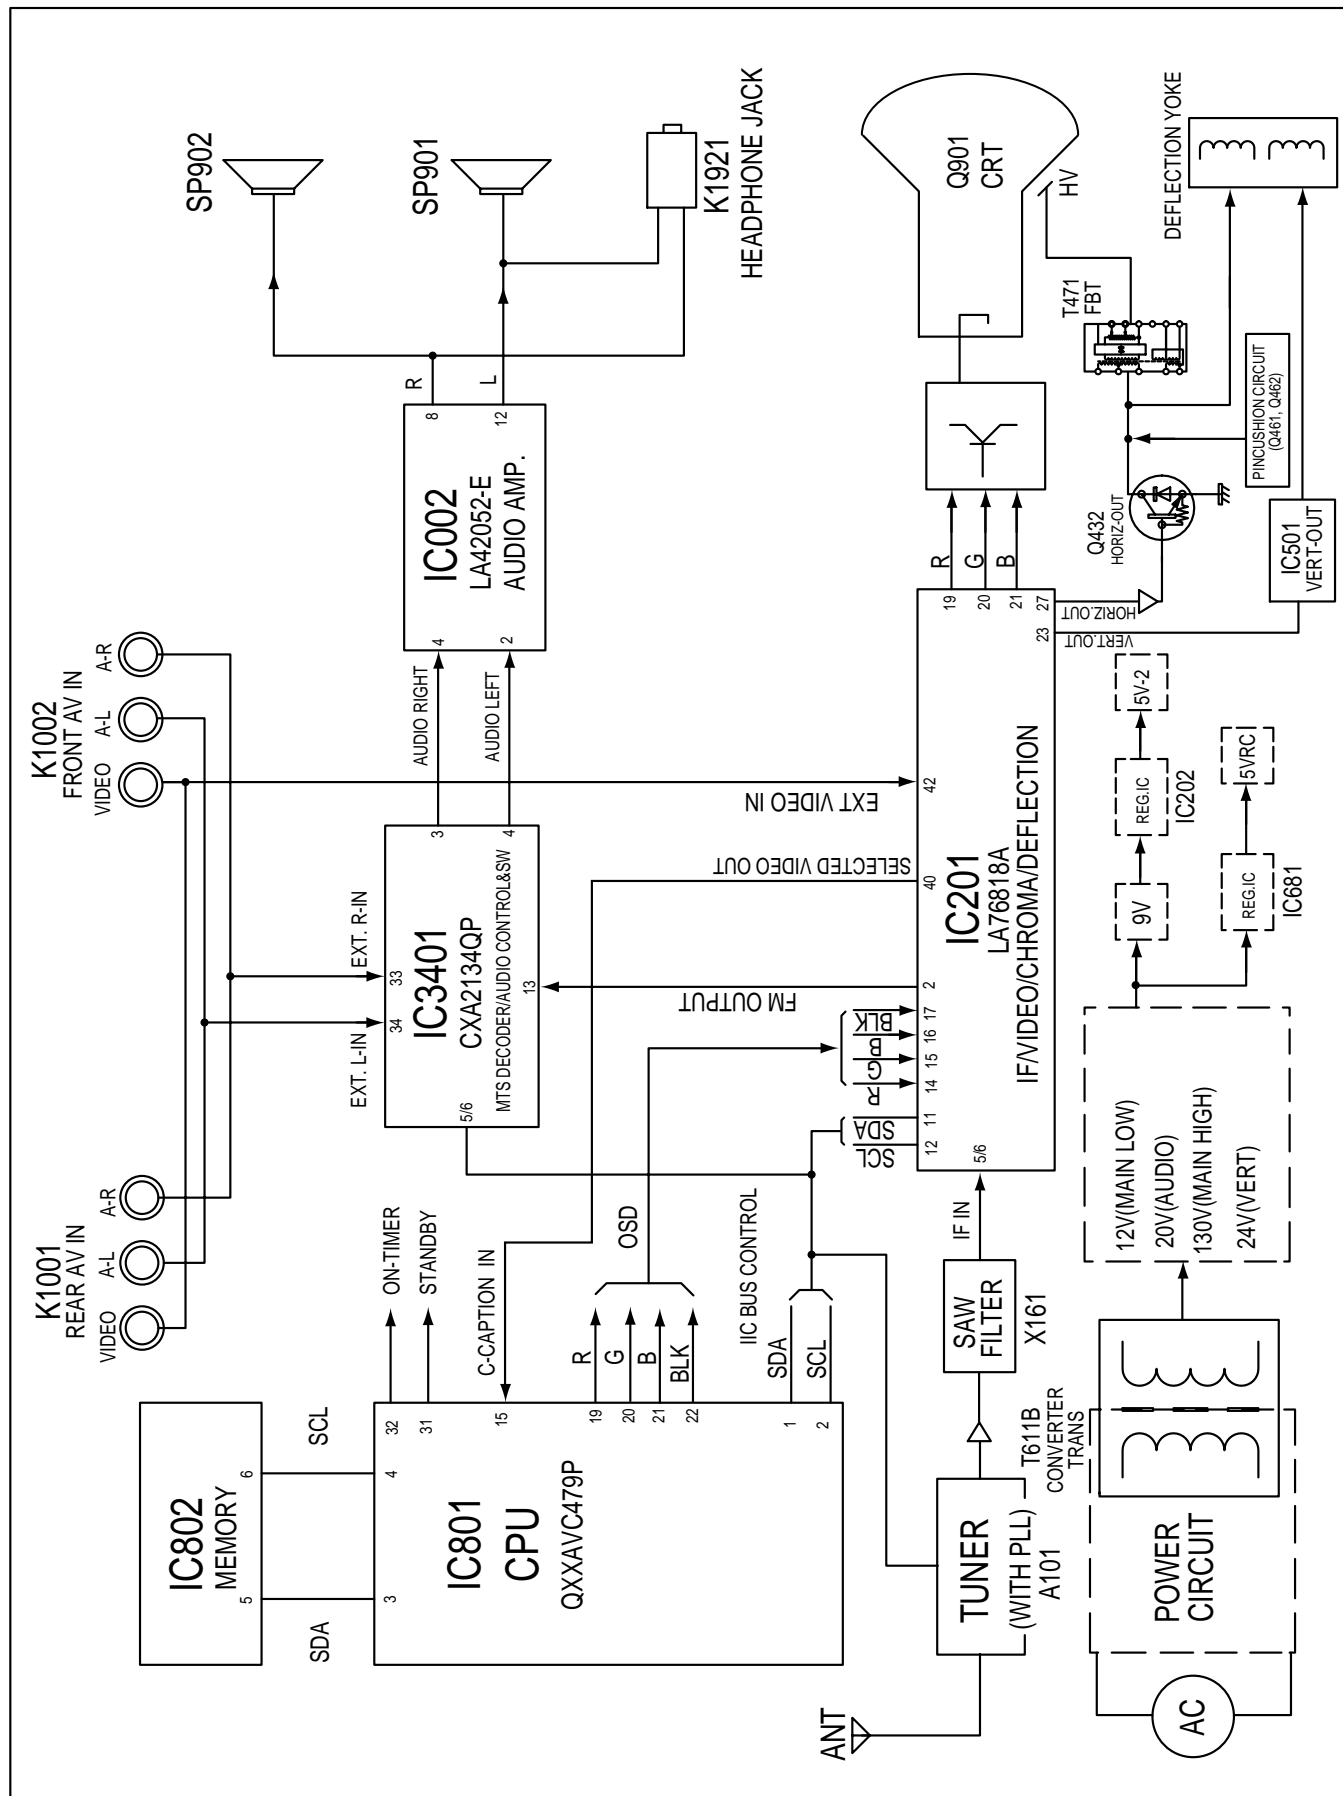 K1001
REAR AV IN
VIDEO
A-L
A-R
K1002
FRONT AV IN
VIDEO
A-L
A-R
SP902
SP901
K1921
HEADPHONE JACK
IC802
MEMORY
5
6
SDA
SCL
IC801
CPU
QXXAVC479P
3
4
32
31
15
19
20
21
22
1
2
ON-TIMER
STANDBY
C-CAPTION IN
R
G
B
BLK
OSD
IIC BUS CONTROL
SDA
SCL
EXT. L-IN
EXT. R-IN
34
33
IC3401
CXA2134QP
MTS DECODER/AUDIO CONTROL&SW
5/6
13
3
4
AUDIO RIGHT
AUDIO LEFT
4
2
IC002
LA42052-E
AUDIO AMP.
8
12
R
L
EXT VIDEO IN
SELECTED VIDEO OUT
FM OUTPUT
BLK
B
G
R
SDA
SCL
12
11
14
15
16
17
2
40
42
IC201
LA76818A
IF/VIDEO/CHROMA/DEFLECTION
5/6
19
20
21
27
23
R
G
B
HORIZ.OUT
VERT.OUT
Q901
CRT
HV
T471
FBT
DEFLECTION YOKE
Q432
HORIZ-OUT
PINCUSHION CIRCUIT
(Q461, Q462)
IC501
VERT-OUT
ANT
TUNER
(WITH PLL)
A101
SAW
FILTER
X161
IF IN
AC
POWER
CIRCUIT
T611B
CONVERTER
TRANS
12V(MAIN LOW)
20V(AUDIO)
130V(MAIN HIGH)
24V(VERT)
9V
REG.IC
IC202
5V-2
REG.IC
IC681
5VRC